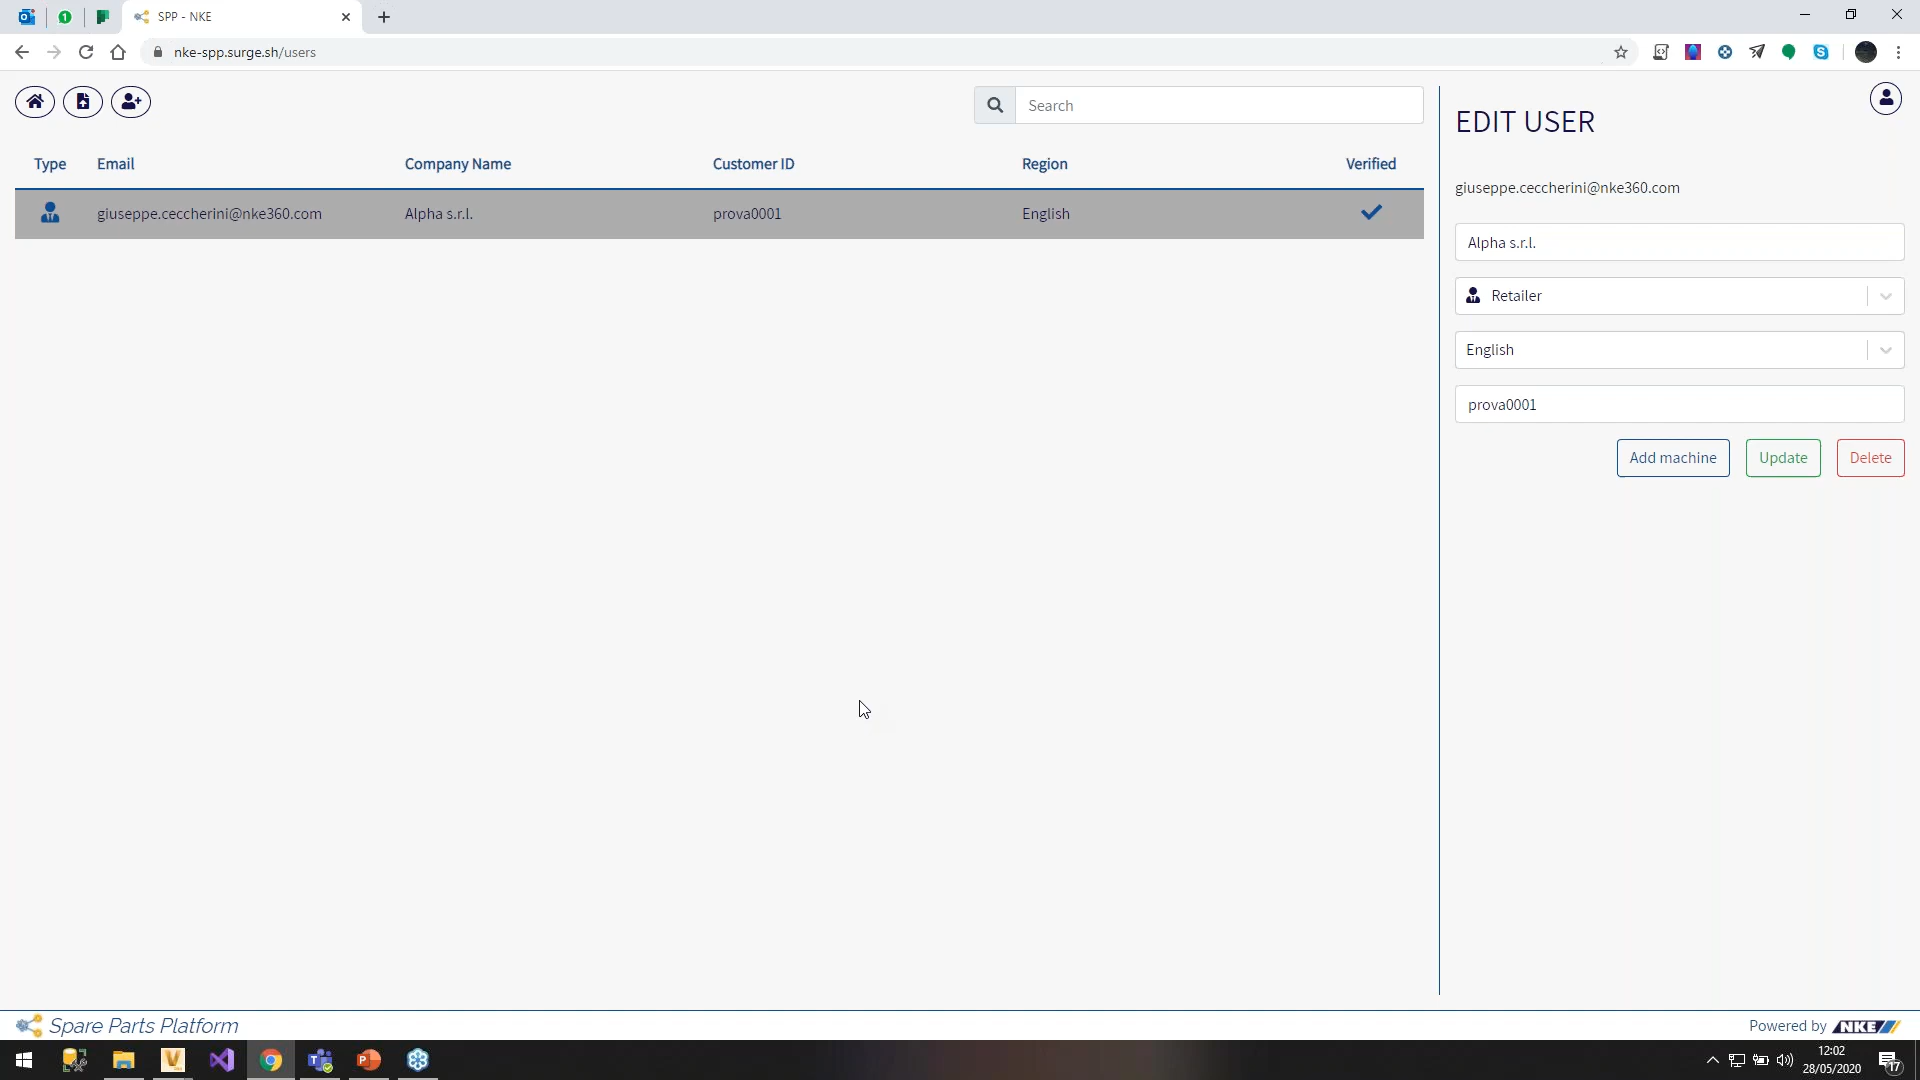 SPP - NKE
nke-spp.surge.sh/users
Search
EDIT USER
Type Email Company Name Customer ID Region Verified
giuseppe.ceccherini@nke360.com Alpha s.r.l. prova0001 English
giuseppe.ceccherini@nke360.com
Alpha s.r.l.
Retailer
English
prova0001
Add machine Update Delete
Spare Parts Platform
Powered by NKE
12:02
28/05/2020
17